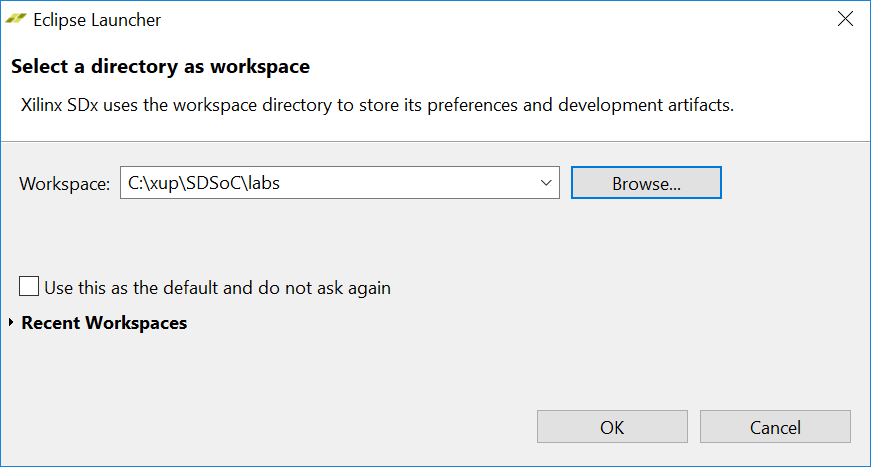 Eclipse Launcher
Select a directory as workspace
Xilinx SDx uses the workspace directory to store its preferences and development artifacts.
Workspace: C:\xup\SDSoC\labs Browse...
Use this as the default and do not ask again
Recent Workspaces
OK Cancel